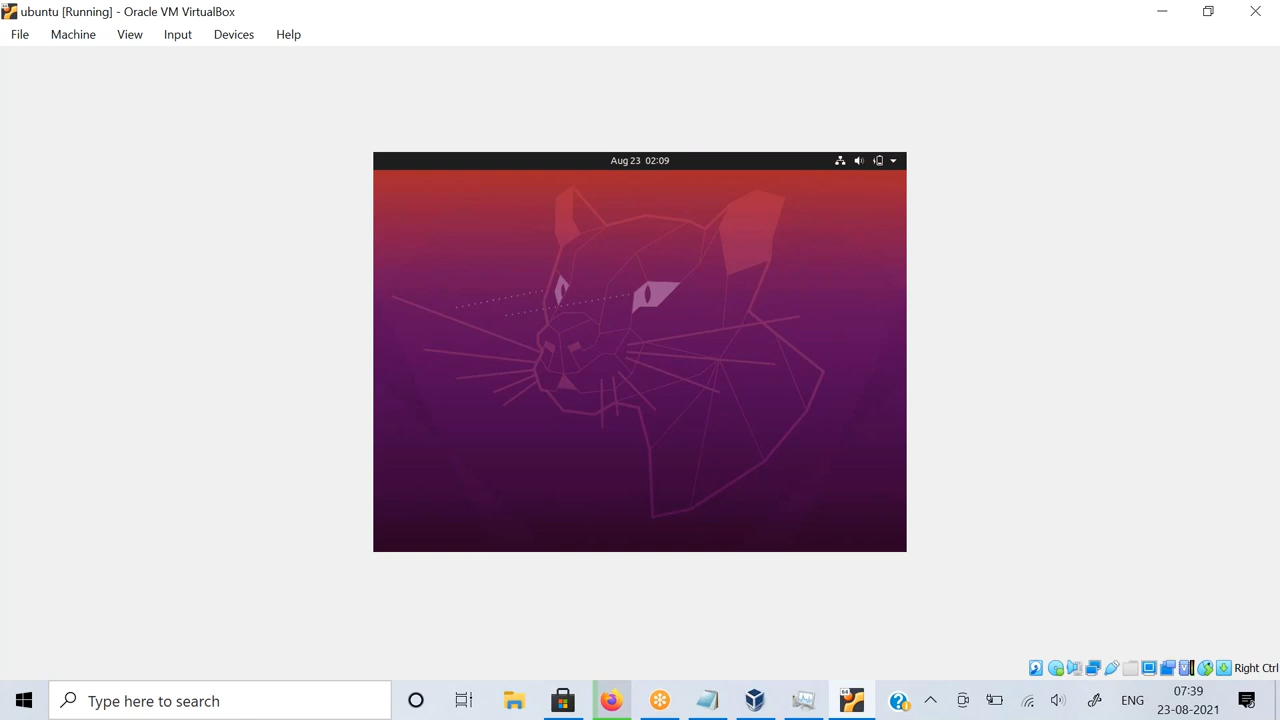 ubuntu [Running] - Oracle VM VirtualBox
File Machine View Input Devices Help
Aug 23 02:09
Right Ctrl
Type here to search
ENG
07:39
23-08-2021